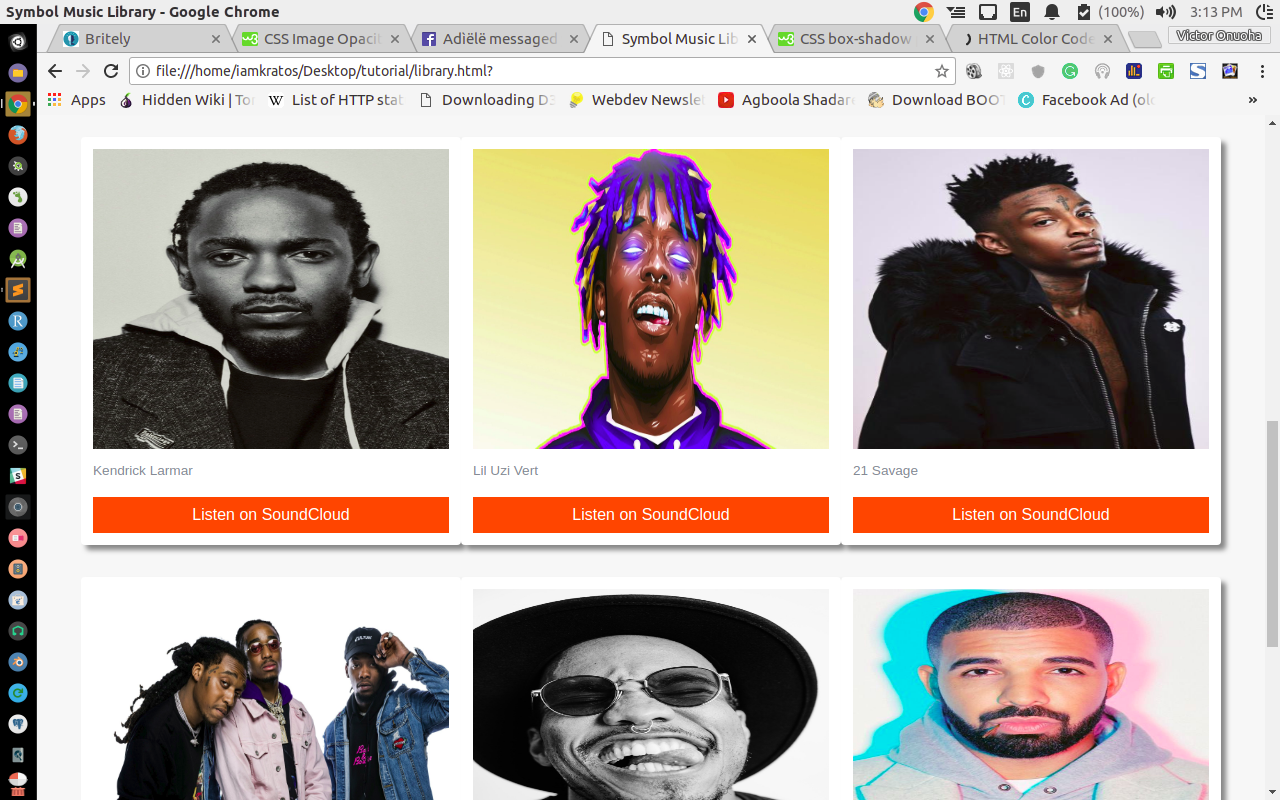 Symbol Music Library - Google Chrome
En (100%) 3:13 PM
Britely CSS Image Opacit Adìělě messaged Symbol Music Lib CSS box-shadow HTML Color Code Victor Onuoha
file:///home/iamkratos/Desktop/tutorial/library.html?
Apps Hidden Wiki | Tor List of HTTP stat Downloading D3 Webdev Newslet Agboola Shadar Download BOOT Facebook Ad (old »
Kendrick Larmar Lil Uzi Vert 21 Savage
Listen on SoundCloud Listen on SoundCloud Listen on SoundCloud